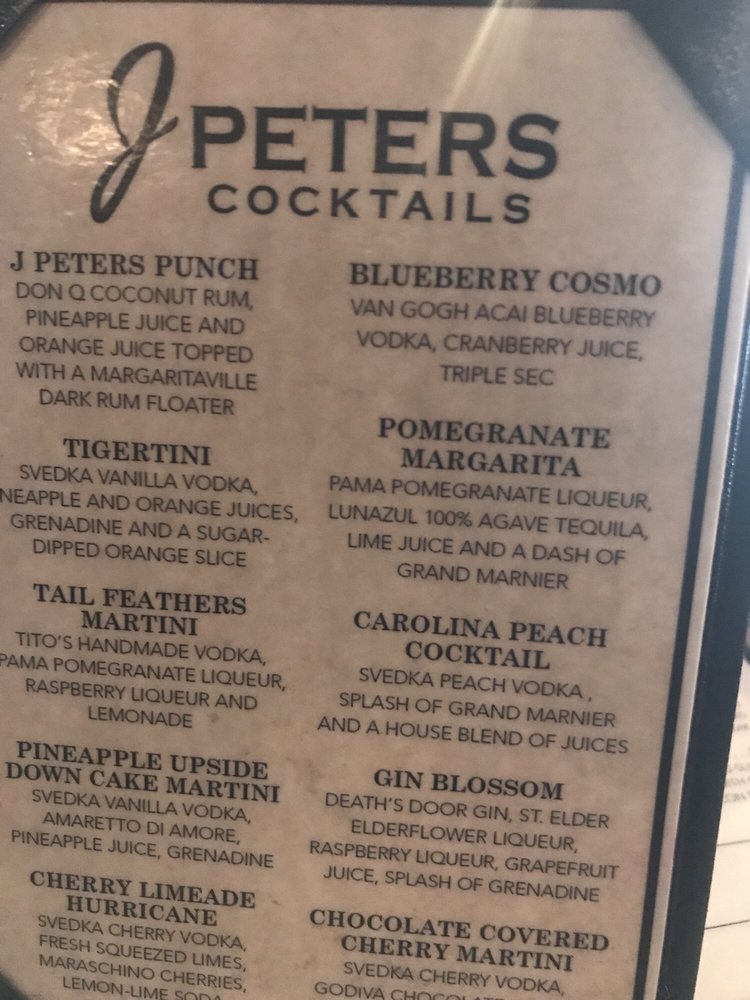 J PETERS
COCKTAILS
J PETERS PUNCH
DON Q COCONUT RUM,
PINEAPPLE JUICE AND
ORANGE JUICE TOPPED
WITH A MARGARITAVILLE
DARK RUM FLOATER
TIGERTINI
SVEDKA VANILLA VODKA,
NEAPPLE AND ORANGE JUICES,
GRENADINE AND A SUGAR-
DIPPED ORANGE SLICE
TAIL FEATHERS
MARTINI
TITO'S HANDMADE VODKA,
PAMA POMEGRANATE LIQUEUR,
RASPBERRY LIQUEUR AND
LEMONADE
PINEAPPLE UPSIDE
DOWN CAKE MARTINI
SVEDKA VANILLA VODKA,
AMARETTO DI AMORE,
PINEAPPLE JUICE, GRENADINE
CHERRY LIMEADE
HURRICANE
SVEDKA CHERRY VODKA,
FRESH SQUEEZED LIMES,
MARASCHINO CHERRIES,
LEMON-LIME SODA
BLUEBERRY COSMO
VAN GOGH ACAI BLUEBERRY
VODKA, CRANBERRY JUICE,
TRIPLE SEC
POMEGRANATE
MARGARITA
PAMA POMEGRANATE LIQUEUR,
LUNAZUL 100% AGAVE TEQUILA,
LIME JUICE AND A DASH OF
GRAND MARNIER
CAROLINA PEACH
COCKTAIL
SVEDKA PEACH VODKA ,
SPLASH OF GRAND MARNIER
AND A HOUSE BLEND OF JUICES
GIN BLOSSOM
DEATH'S DOOR GIN, ST. ELDER
ELDERFLOWER LIQUEUR,
RASPBERRY LIQUEUR, GRAPEFRUIT
JUICE, SPLASH OF GRENADINE
CHOCOLATE COVERED
CHERRY MARTINI
SVEDKA CHERRY VODKA,
GODIVA CHOCOLATE